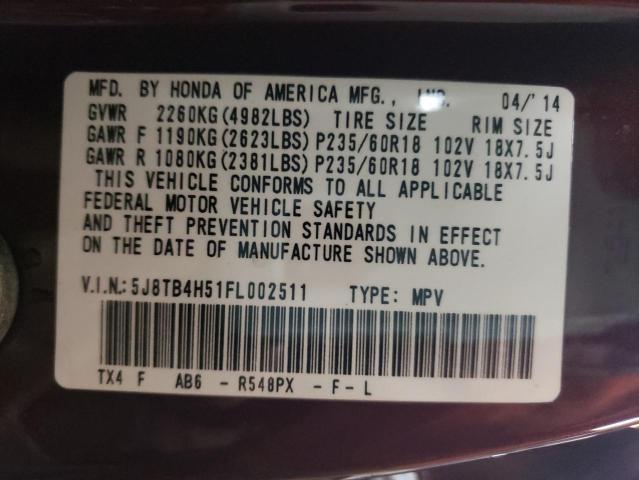 MFD. BY HONDA OF AMERICA MFG., INC. 04/'14
GVWR 2260KG(4982LBS) TIRE SIZE RIM SIZE
GAWR F 1190KG(2623LBS) P235/60R18 102V 18X7.5J
GAWR R 1080KG(2381LBS) P235/60R18 102V 18X7.5J
THIS VEHICLE CONFORMS TO ALL APPLICABLE
FEDERAL MOTOR VEHICLE SAFETY
AND THEFT PREVENTION STANDARDS IN EFFECT
ON THE DATE OF MANUFACTURE SHOWN ABOVE.
V.I.N.: 5J8TB4H51FL002511 TYPE: MPV
TX4 F AB6 - R548PX - F - L